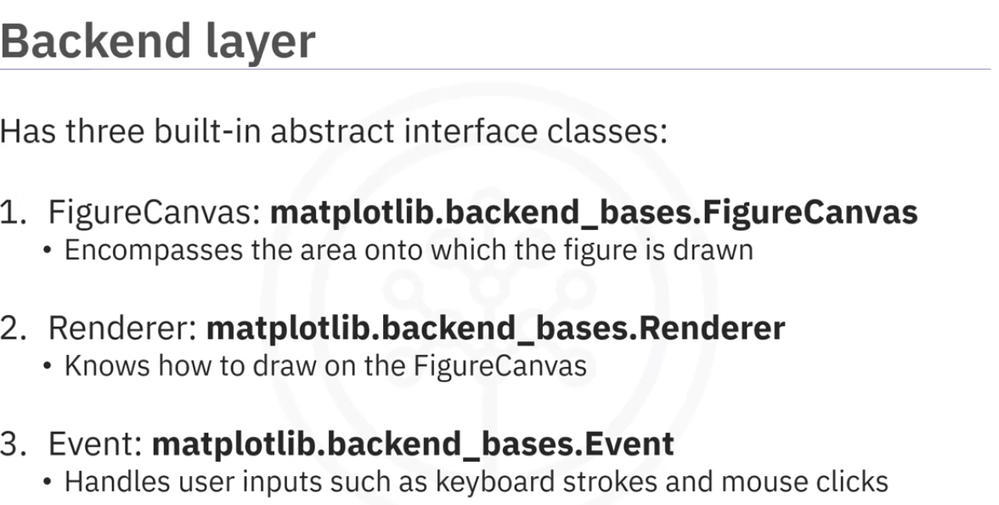 Backend layer
Has three built-in abstract interface classes:
1. FigureCanvas: matplotlib.backend_bases.FigureCanvas
• Encompasses the area onto which the figure is drawn
2. Renderer: matplotlib.backend_bases.Renderer
• Knows how to draw on the FigureCanvas
3. Event: matplotlib.backend_bases.Event
• Handles user inputs such as keyboard strokes and mouse clicks